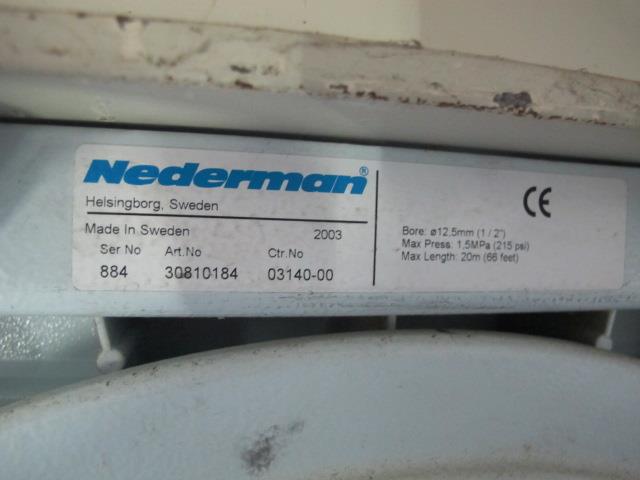 Nederman®
Helsingborg, Sweden
Made In Sweden 2003
Ser No Art.No Ctr.No
884 30810184 03140-00
CE
Bore: ø12.5mm (1 / 2")
Max Press: 1,5MPa (215 psi)
Max Length: 20m (66 feet)